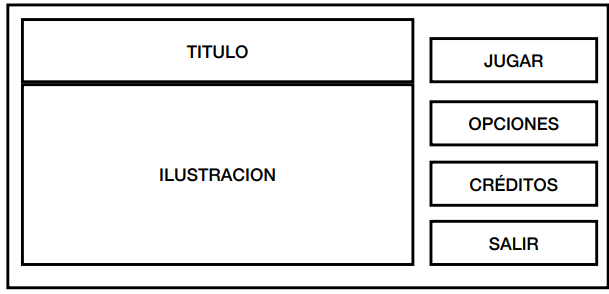 TITULO
ILUSTRACION
JUGAR
OPCIONES
CRÉDITOS
SALIR